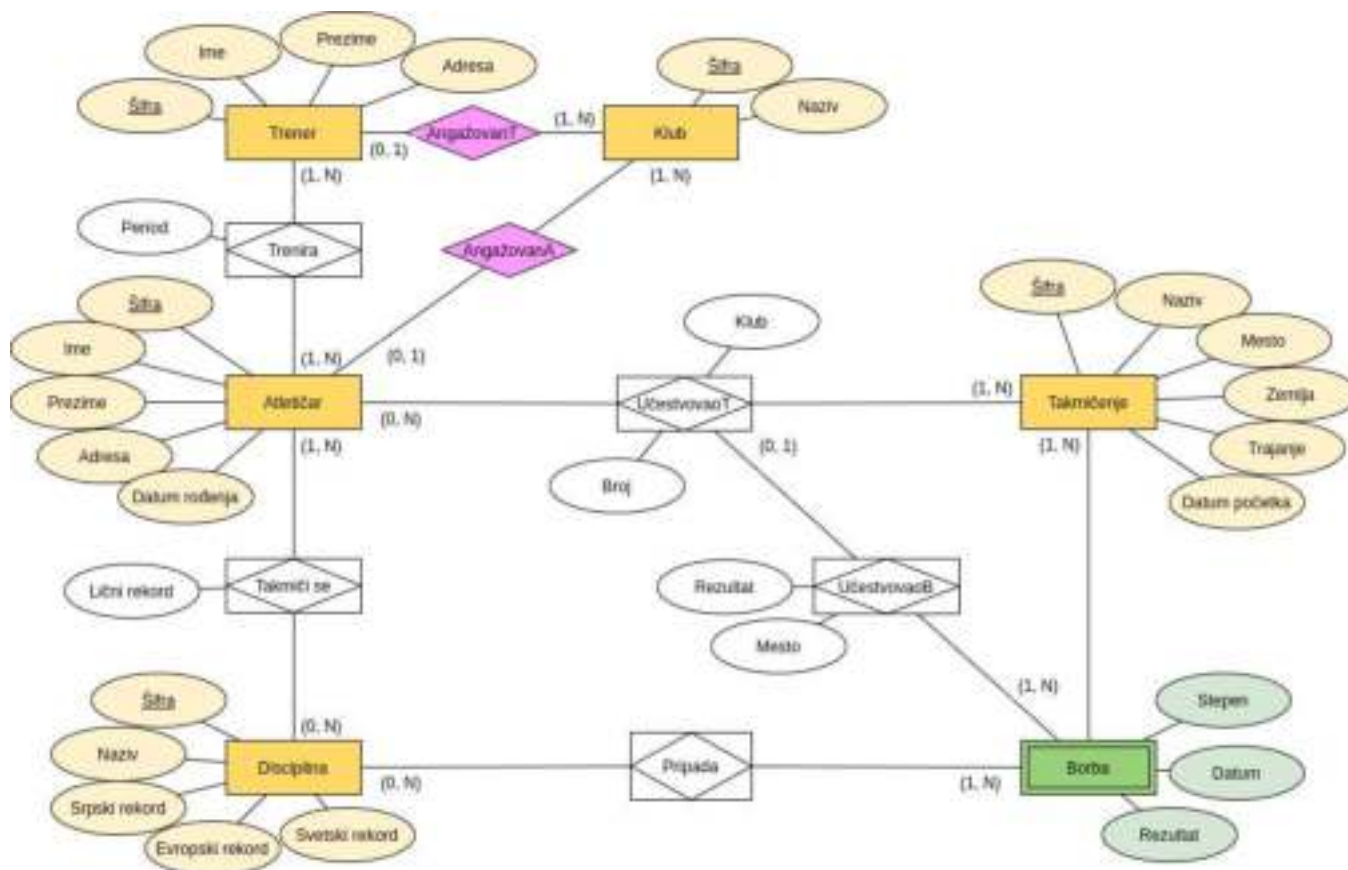 Ime
Prezime
Adresa
Šifra
Trener
(0, 1)
AngažovanT
(1, N)
Klub
Šifra
Naziv
(1, N)
(1, N)
Period
Trenira
AngažovanA
Šifra
Ime
Prezime
Adresa
Datum rođenja
(1, N)
(0, 1)
Atletičar
(0, N)
(1, N)
Klub
UčestvovaoT
Broj
(0, 1)
(1, N)
Takmičenje
(1, N)
Šifra
Naziv
Mesto
Zemlja
Trajanje
Datum početka
Lični rekord
Takmiči se
Rezultat
UčestvovaoB
Mesto
(1, N)
Šifra
Naziv
Srpski rekord
Evropski rekord
Svetski rekord
(0, N)
Disciplina
(0, N)
Pripada
(1, N)
Borba
Stepen
Datum
Rezultat